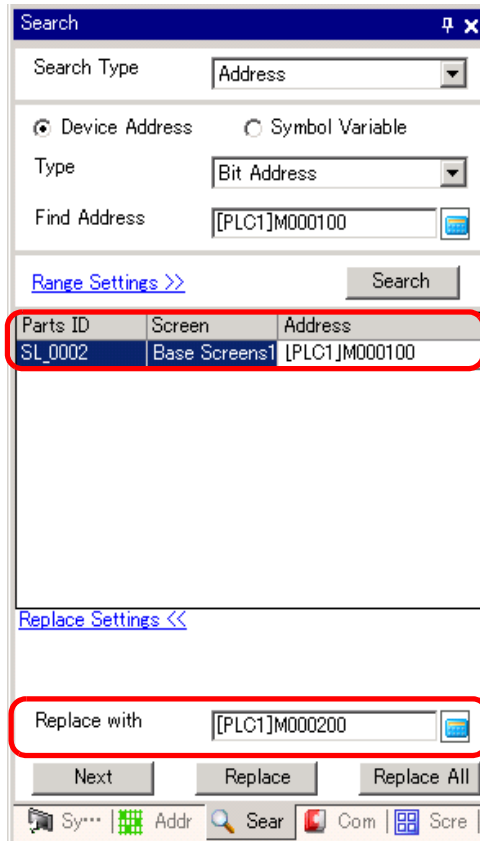 Search
Search Type Address
Device Address Symbol Variable
Type Bit Address
Find Address [PLC1]M000100
Range Settings >> Search
Parts ID Screen Address
SL_0002 Base Screens1 [PLC1]M000100
Replace Settings <<
Replace with [PLC1]M000200
Next Replace Replace All
Sy… Addr Sear Com Scre